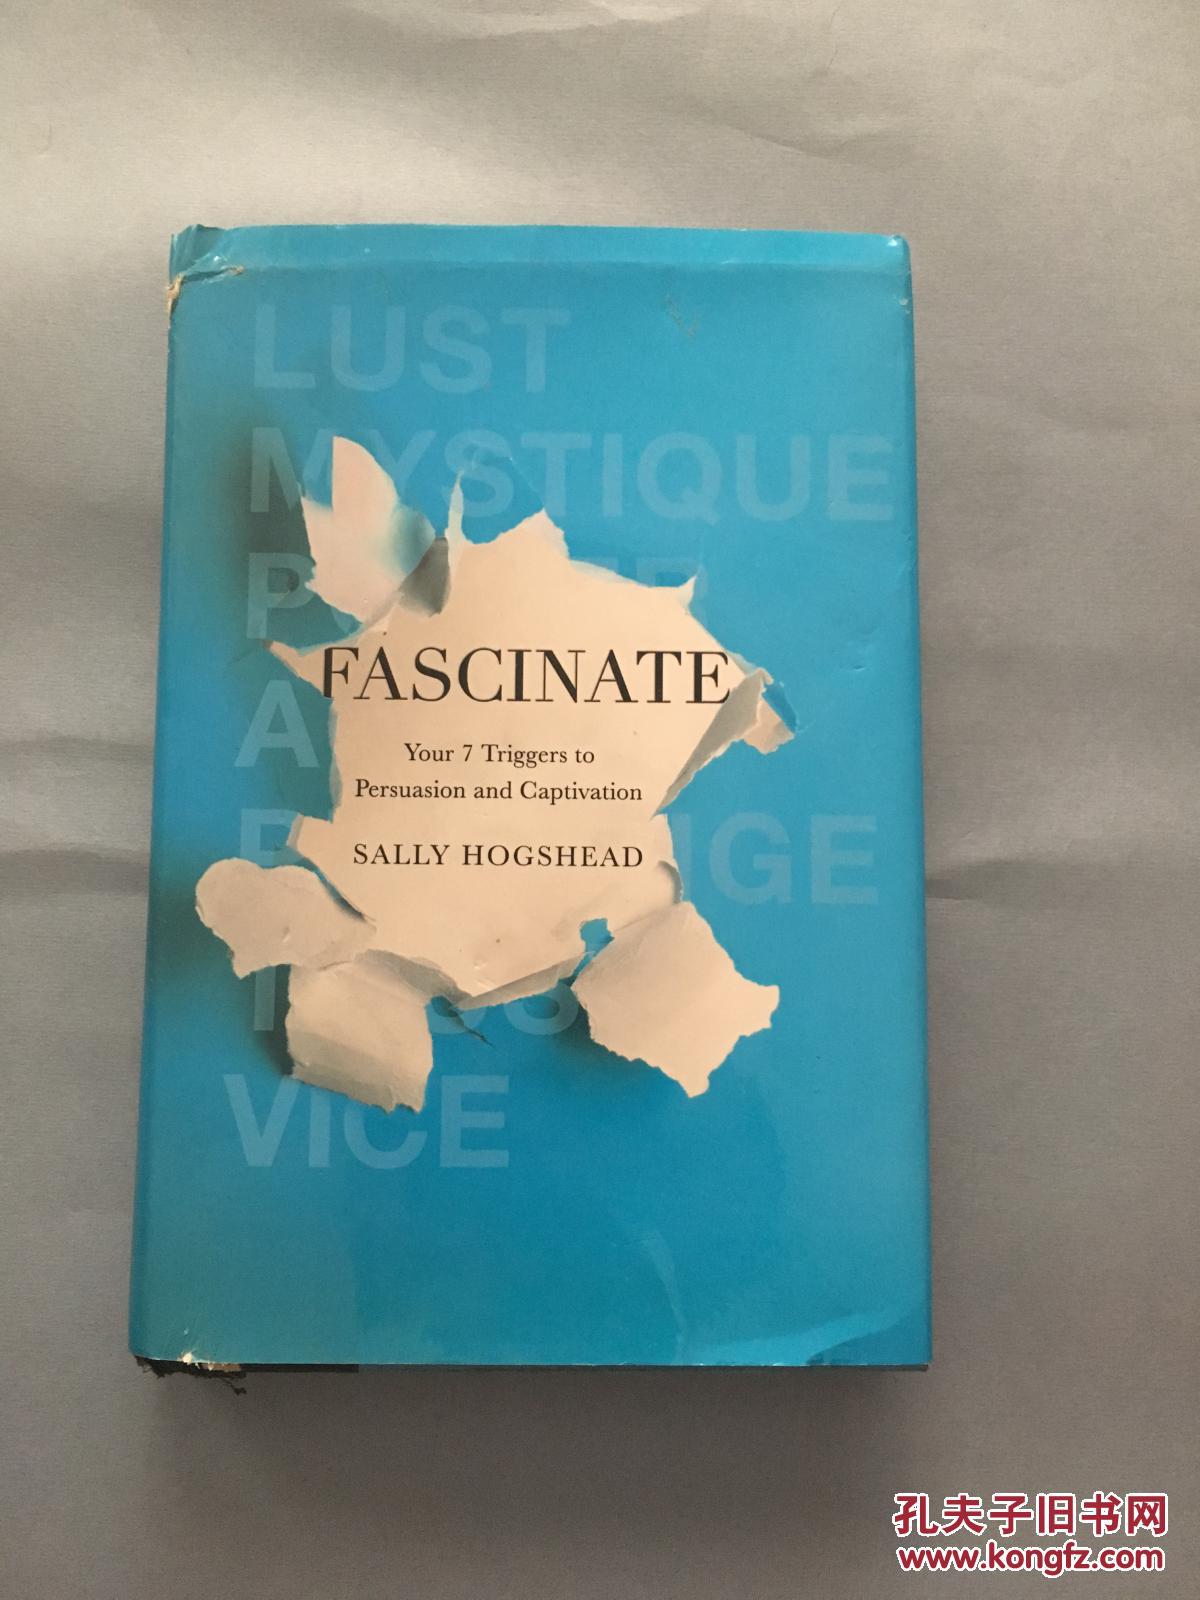 LUST
MYSTIQUE
FASCINATE
Your 7 Triggers to
Persuasion and Captivation
SALLY HOGSHEAD
VICE
孔夫子旧书网
www.kongfz.com